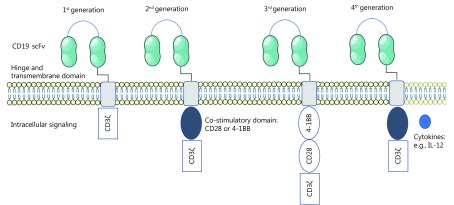 1st generation
2nd generation
3rd generation
4th generation
CD19 scFv
Hinge and
transmembrane domain
Intracellular signaling
CD3ζ
Co-stimulatory domain:
CD28 or 4-1BB
CD3ζ
4-1BB
CD28
CD3ζ
CD3ζ
Cytokines:
e.g., IL-12